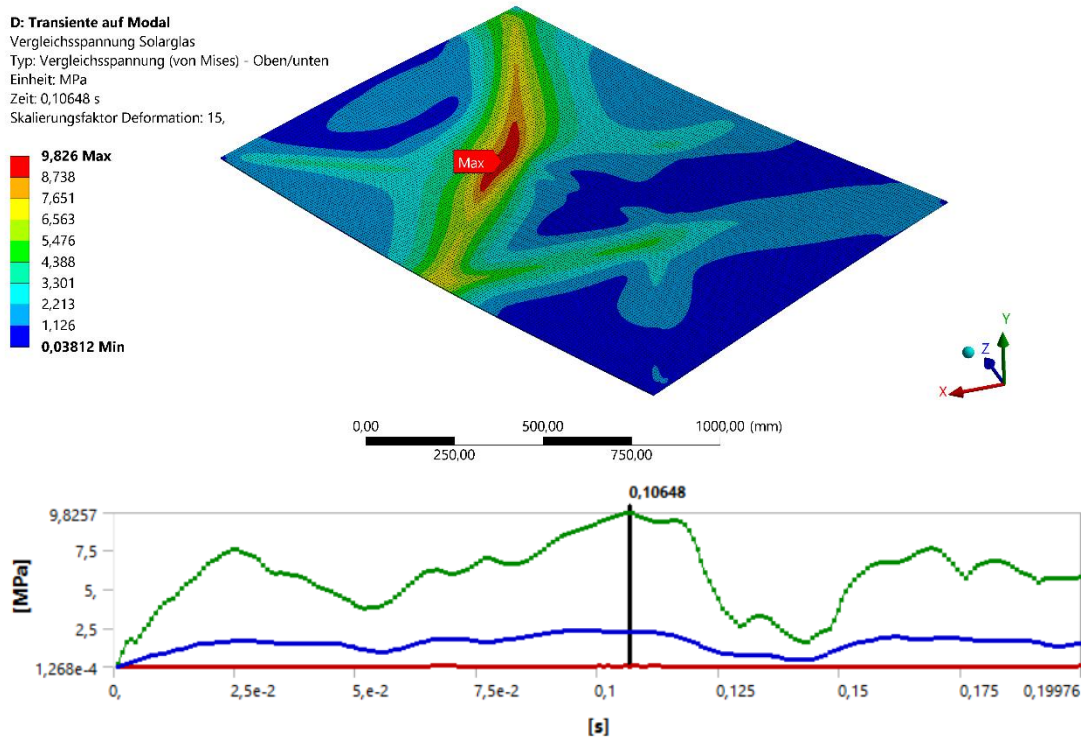 D: Transiente auf Modal
Vergleichsspannung Solarglas
Typ: Vergleichsspannung (von Mises) - Oben/unten
Einheit: MPa
Zeit: 0,10648 s
Skalierungsfaktor Deformation: 15,
9,826 Max
8,738
7,651
6,563
5,476
4,388
3,301
2,213
1,126
0,03812 Min
Max
Y
Z
X
0,00 500,00 1000,00 (mm)
250,00 750,00
0,10648
9,8257
7,5
5,
2,5
1,268e-4
[MPa]
0, 2,5e-2 5,e-2 7,5e-2 0,1 0,125 0,15 0,175 0,19976
[s]